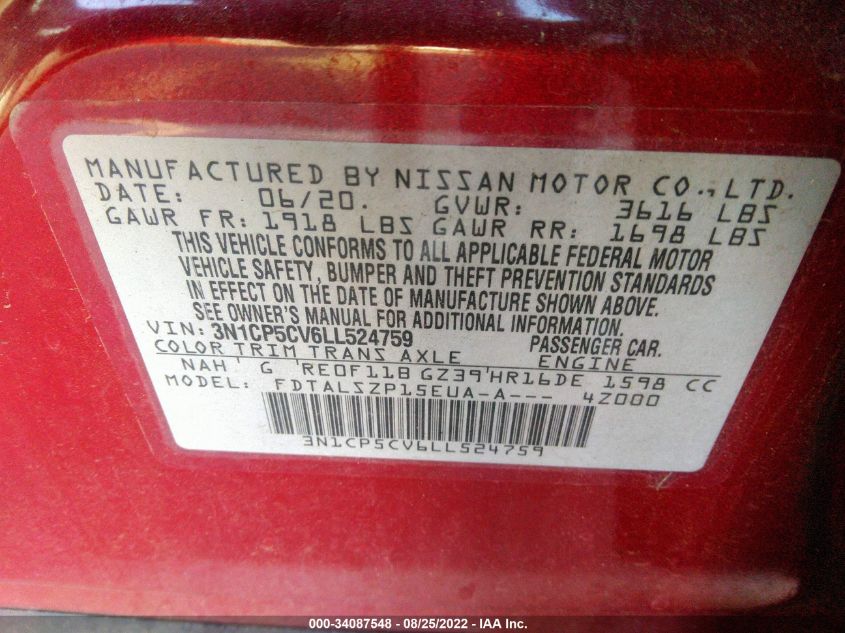 MANUFACTURED BY NISSAN MOTOR CO., LTD.
DATE: 06/20. GVWR: 3616 LBS
GAWR FR: 1918 LBS GAWR RR: 1698 LBS
THIS VEHICLE CONFORMS TO ALL APPLICABLE FEDERAL MOTOR
VEHICLE SAFETY, BUMPER AND THEFT PREVENTION STANDARDS
IN EFFECT ON THE DATE OF MANUFACTURE SHOWN ABOVE.
SEE OWNER'S MANUAL FOR ADDITIONAL INFORMATION.
VIN: 3N1CP5CV6LL524759 PASSENGER CAR.
COLOR TRIM TRANS AXLE ENGINE
NAH G RE0F11B GZ39 HR16DE 1598 CC
MODEL: FDTALSZP15EUA-A--- 4Z000
3N1CP5CV6LL524759
000-34087548 - 08/25/2022 - IAA Inc.